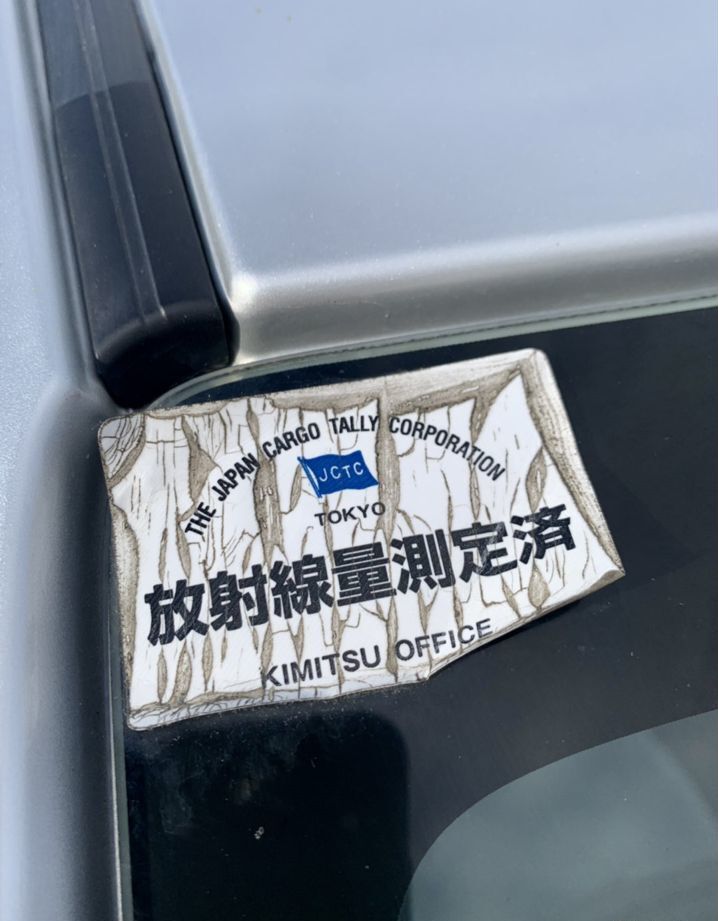 THE JAPAN CARGO TALLY CORPORATION
JCTC
TOKYO
放射線量測定済
KIMITSU OFFICE